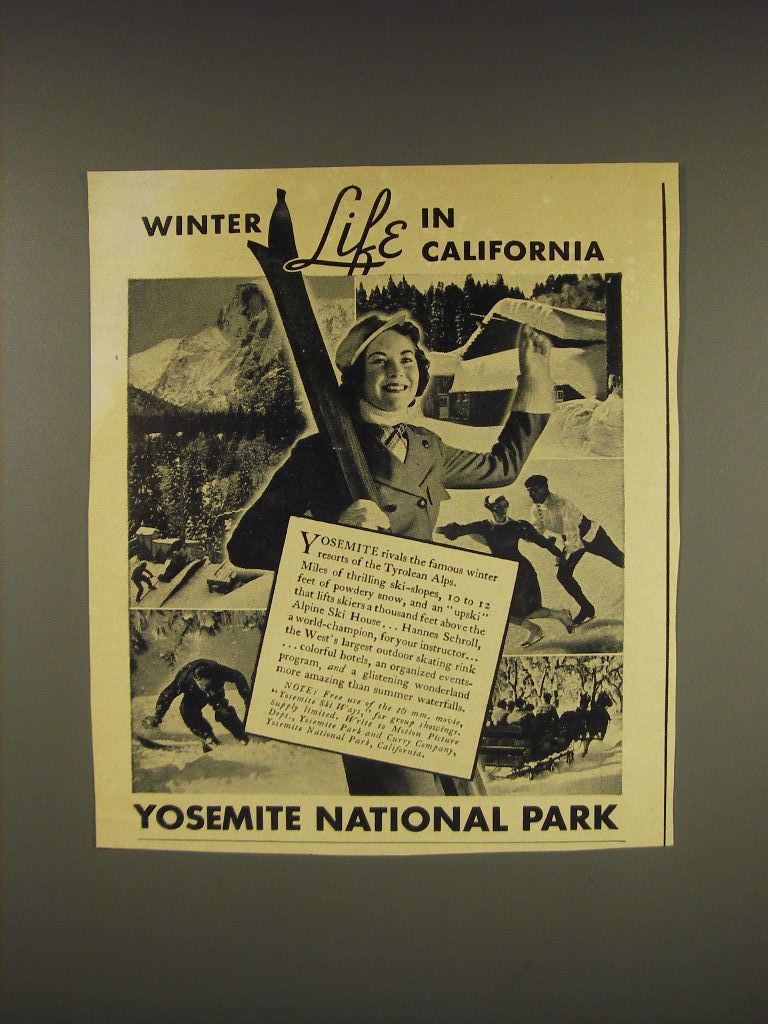 WINTER Life IN
CALIFORNIA
YOSEMITE rivals the famous winter
resorts of the Tyrolean Alps.
Miles of thrilling ski-slopes, 10 to 12
feet of powdery snow, and an "upski"
that lifts skiers a thousand feet above the
Alpine Ski House... Hannes Schroll,
a world-champion, for your instructor...
the West's largest outdoor skating rink
... colorful hotels, an organized events-
program, and a glistening wonderland
more amazing than summer waterfalls.
NOTE: Free use of the 16 mm. movie,
"Yosemite Ski Ways," for group showings.
Supply limited. Write to Motion Picture
Dept., Yosemite Park and Curry Company,
Yosemite National Park, California.
YOSEMITE NATIONAL PARK